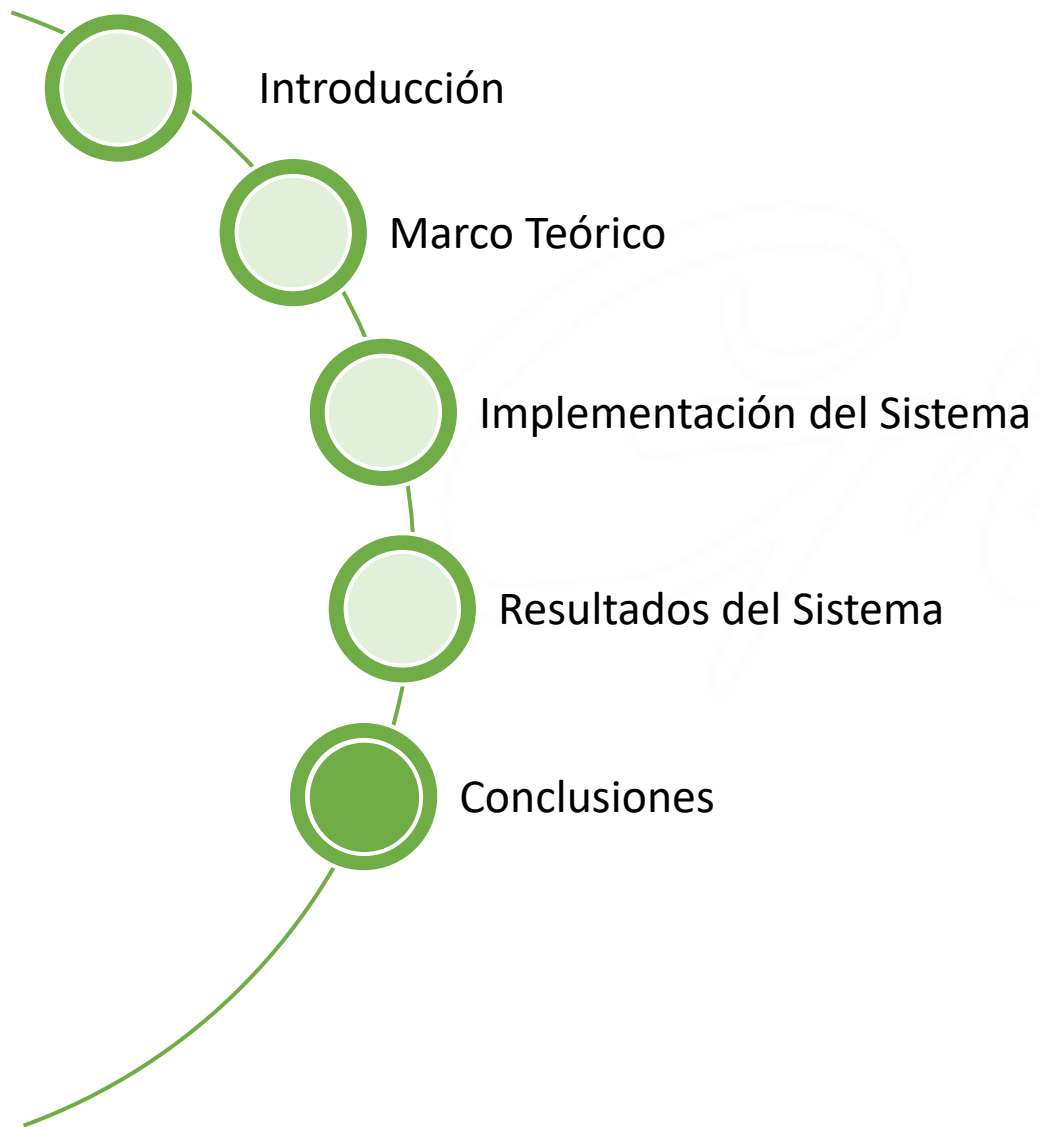 Introducción
Marco Teórico
Implementación del Sistema
Resultados del Sistema
Conclusiones